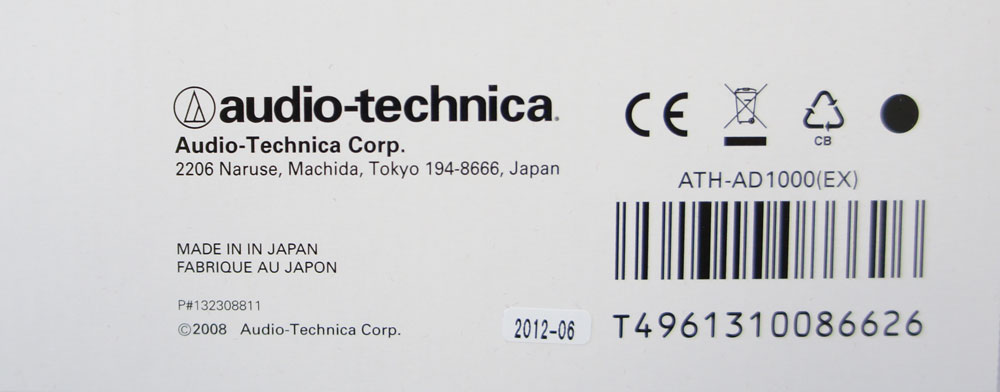 audio-technica.
Audio-Technica Corp.
2206 Naruse, Machida, Tokyo 194-8666, Japan
MADE IN IN JAPAN
FABRIQUE AU JAPON
P#132308811
©2008 Audio-Technica Corp.
2012-06
CE
CB
ATH-AD1000(EX)
T4961310086626